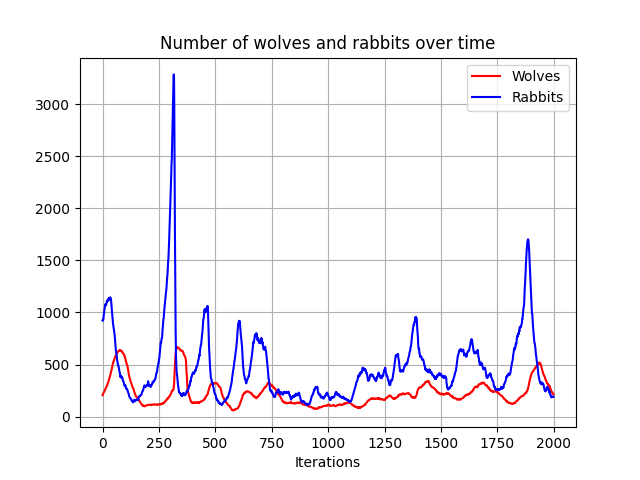 Number of wolves and rabbits over time
Wolves
Rabbits
3000
2500
2000
1500
1000
500
0
0 250 500 750 1000 1250 1500 1750 2000
Iterations